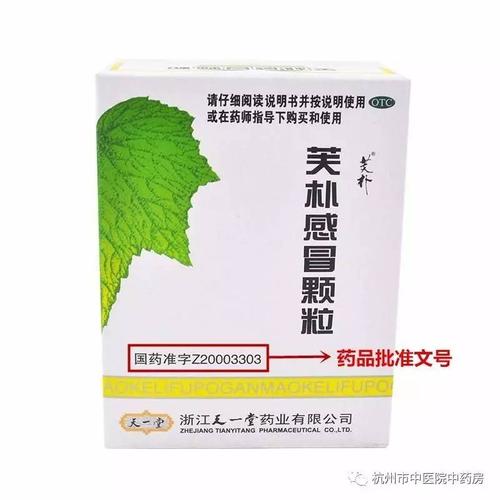 请仔细阅读说明书并按说明使用
或在药师指导下购买和使用
OTC
芙朴®
芙朴感冒颗粒
国药准字Z20003303
药品批准文号
AOKELIFUPOGANMAOKELIFUPO
天一堂
浙江天一堂药业有限公司
ZHEJIANG TIANYITANG PHARMACEUTICAL CO.,LTD.
杭州市中医院中药房